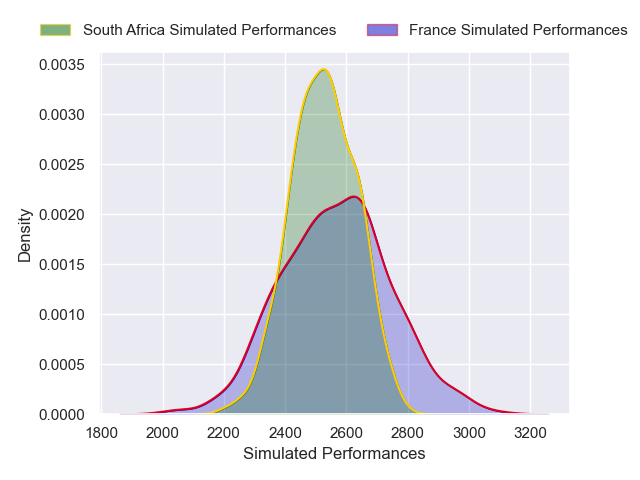 South Africa Simulated Performances France Simulated Performances
0.0035
0.0030
0.0025
0.0020
0.0015
0.0010
0.0005
0.0000
Density
1800 2000 2200 2400 2600 2800 3000 3200
Simulated Performances